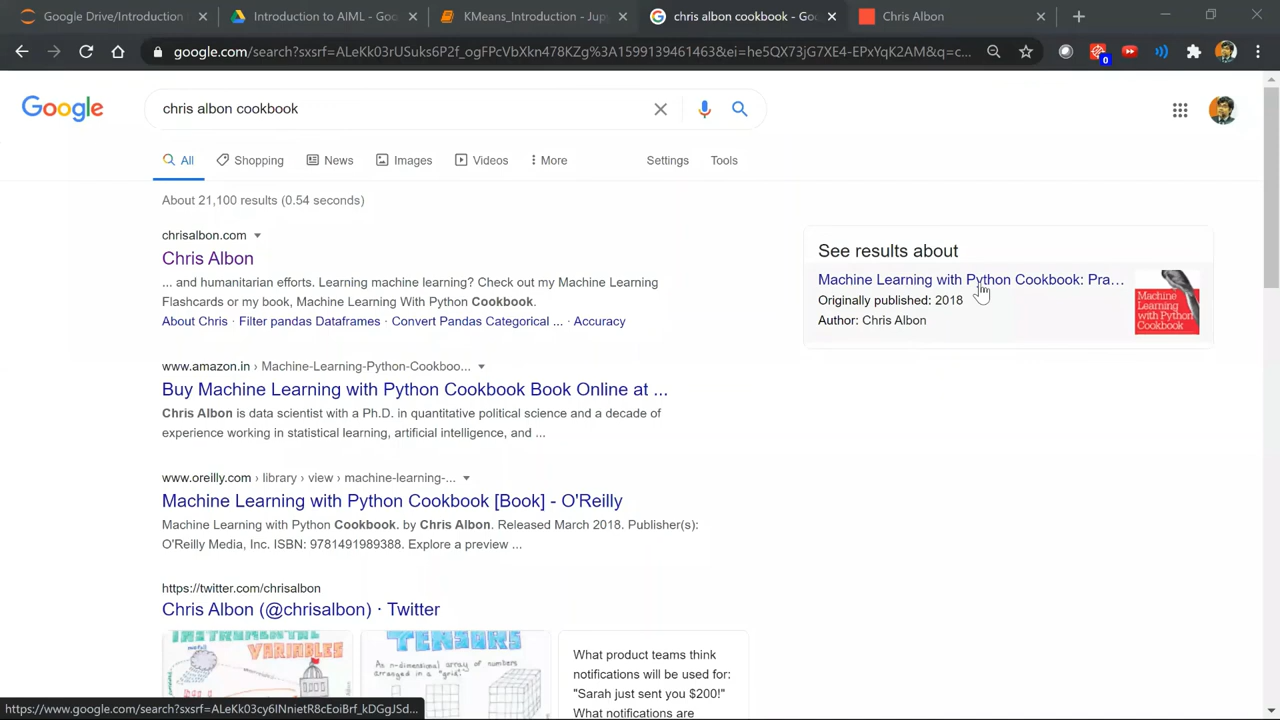 Google Drive/Introduction to
Introduction to AIML - Goo
KMeans_Introduction - Jup
chris albon cookbook - Goo
Chris Albon
google.com/search?sxsrf=ALeKk03rUSuks6P2f_ogFPcVbXkn478KZg%3A1599139461463&ei=he5QX73jG7XE4-EPxYqK2AM&q=c...
0
Google
chris albon cookbook
All
Shopping
News
Images
Videos
More
Settings
Tools
About 21,100 results (0.54 seconds)
chrisalbon.com
Chris Albon
... and humanitarian efforts. Learning machine learning? Check out my Machine Learning
Flashcards or my book, Machine Learning With Python Cookbook.
About Chris · Filter pandas Dataframes · Convert Pandas Categorical ... · Accuracy
www.amazon.in › Machine-Learning-Python-Cookboo...
Buy Machine Learning with Python Cookbook Book Online at ...
Chris Albon is data scientist with a Ph.D. in quantitative political science and a decade of
experience working in statistical learning, artificial intelligence, and ...
www.oreilly.com › library › view › machine-learning-...
Machine Learning with Python Cookbook [Book] - O'Reilly
Machine Learning with Python Cookbook. by Chris Albon. Released March 2018. Publisher(s):
O'Reilly Media, Inc. ISBN: 9781491989388. Explore a preview ...
https://twitter.com/chrisalbon
Chris Albon (@chrisalbon) · Twitter
INSTRUMENTAL
VARIABLES
TENSORS
An n-dimensional array of numbers
arranged in a "grid".
What product teams think
notifications will be used for:
"Sarah just sent you $200!"
What notifications are
See results about
Machine Learning with Python Cookbook: Pra...
Originally published: 2018
Author: Chris Albon
Machine
Learning
with Python
Cookbook
https://www.google.com/search?sxsrf=ALeKk03cy6lNnietR8cEoiBrf_kDGgJSd...